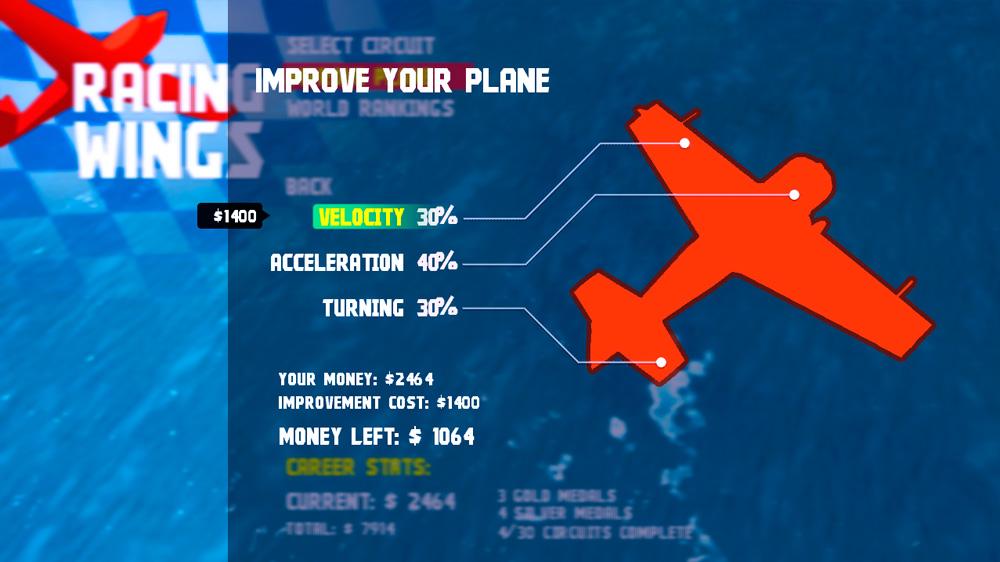 RACING
WINGS
SELECT CIRCUIT
IMPROVE YOUR PLANE
WORLD RANKINGS
BACK
$1400
VELOCITY 30%
ACCELERATION 40%
TURNING 30%
YOUR MONEY: $2464
IMPROVEMENT COST: $1400
MONEY LEFT: $ 1064
CAREER STATS:
CURRENT: $ 2464
TOTAL: $ 7914
3 GOLD MEDALS
4 SILVER MEDALS
4/30 CIRCUITS COMPLETE